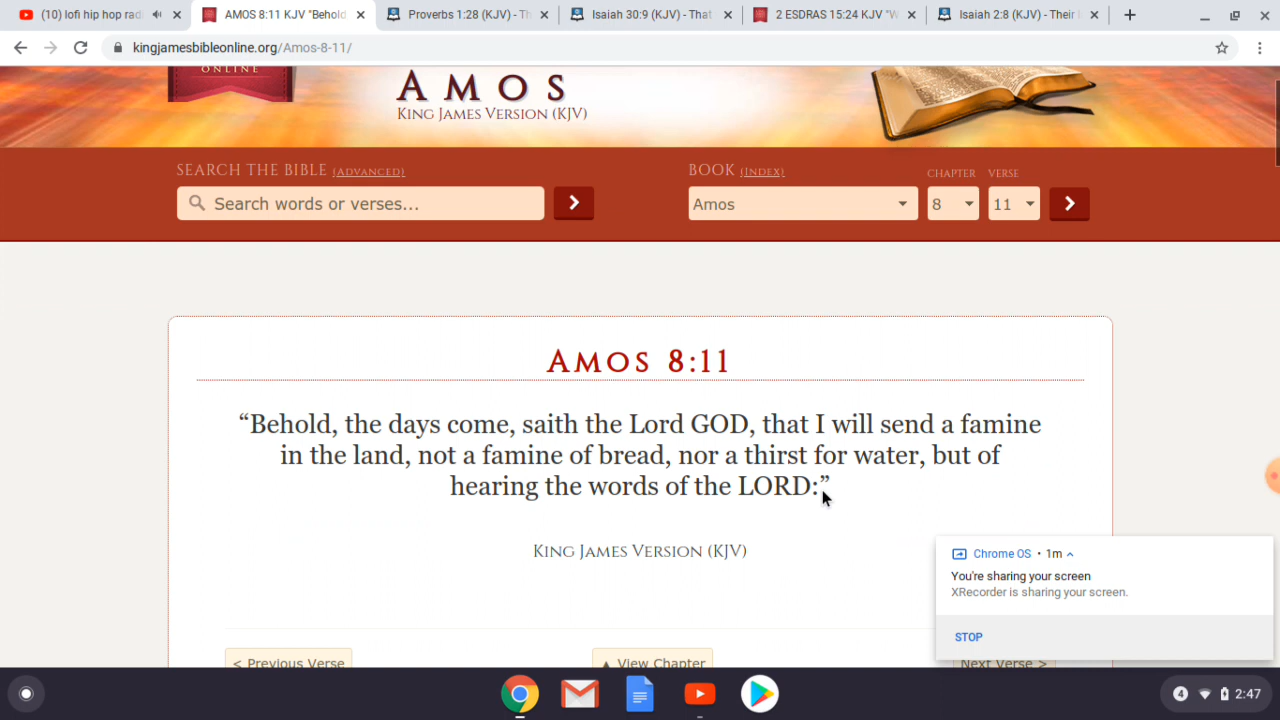 (10) lofi hip hop radi
AMOS 8:11 KJV "Behold
Proverbs 1:28 (KJV) - Th
Isaiah 30:9 (KJV) - That
2 ESDRAS 15:24 KJV "W
Isaiah 2:8 (KJV) - Their l
kingjamesbibleonline.org/Amos-8-11/
ONLINE
AMOS
KING JAMES VERSION (KJV)
SEARCH THE BIBLE (ADVANCED)
BOOK (INDEX)
CHAPTER
VERSE
Search words or verses...
Amos
8
11
AMOS 8:11
“Behold, the days come, saith the Lord GOD, that I will send a famine
in the land, not a famine of bread, nor a thirst for water, but of
hearing the words of the LORD:”
KING JAMES VERSION (KJV)
Chrome OS • 1m
You're sharing your screen
XRecorder is sharing your screen.
STOP
< Previous Verse
▲ View Chapter
Next Verse >
4
2:47